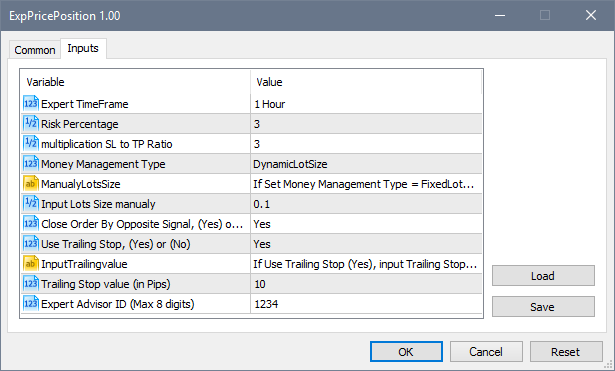 ExpPricePosition 1.00
Common Inputs
Variable Value
Expert TimeFrame 1 Hour
Risk Percentage 3
multiplication SL to TP Ratio 3
Money Management Type DynamicLotSize
ManualyLotsSize If Set Money Management Type = FixedLot...
Input Lots Size manualy 0.1
Close Order By Opposite Signal, (Yes) o... Yes
Use Trailing Stop, (Yes) or (No) Yes
InputTrailingvalue If Use Trailing Stop (Yes), input Trailing Stop...
Trailing Stop value (in Pips) 10
Expert Advisor ID (Max 8 digits) 1234
Load
Save
OK Cancel Reset